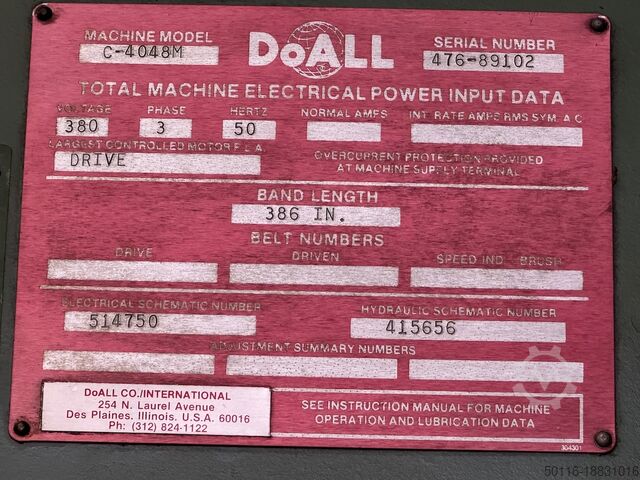 MACHINE MODEL
C-4048M
DoALL
SERIAL NUMBER
476-89102
TOTAL MACHINE ELECTRICAL POWER INPUT DATA
VOLTAGE PHASE HERTZ NORMAL AMPS INT. RATE AMPS RMS SYM. A C
380 3 50
LARGEST CONTROLLED MOTOR F.L.A.
DRIVE
OVERCURRENT PROTECTION PROVIDED
AT MACHINE SUPPLY TERMINAL
BAND LENGTH
386 IN.
BELT NUMBERS
DRIVE DRIVEN SPEED IND - BRUSH
ELECTRICAL SCHEMATIC NUMBER HYDRAULIC SCHEMATIC NUMBER
514750 415656
ADJUSTMENT SUMMARY NUMBERS
DoALL CO./INTERNATIONAL
254 N. Laurel Avenue
Des Plaines, Illinois, U.S.A. 60016
Ph: (312) 824-1122
SEE INSTRUCTION MANUAL FOR MACHINE
OPERATION AND LUBRICATION DATA
304301
50116-18831016